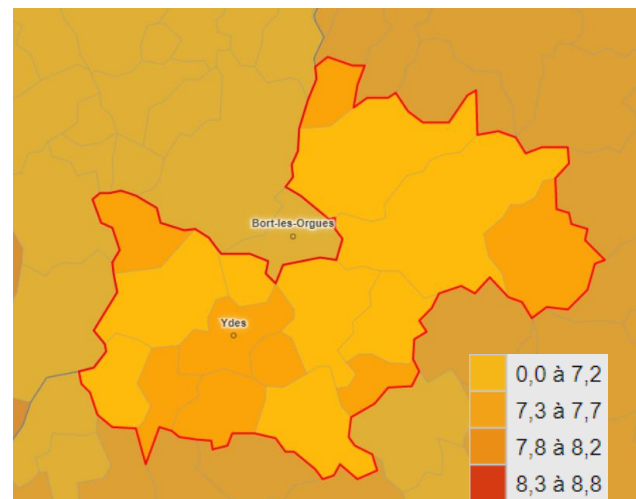 Bort-les-Orgues
Ydes
0,0 à 7,2
7,3 à 7,7
7,8 à 8,2
8,3 à 8,8